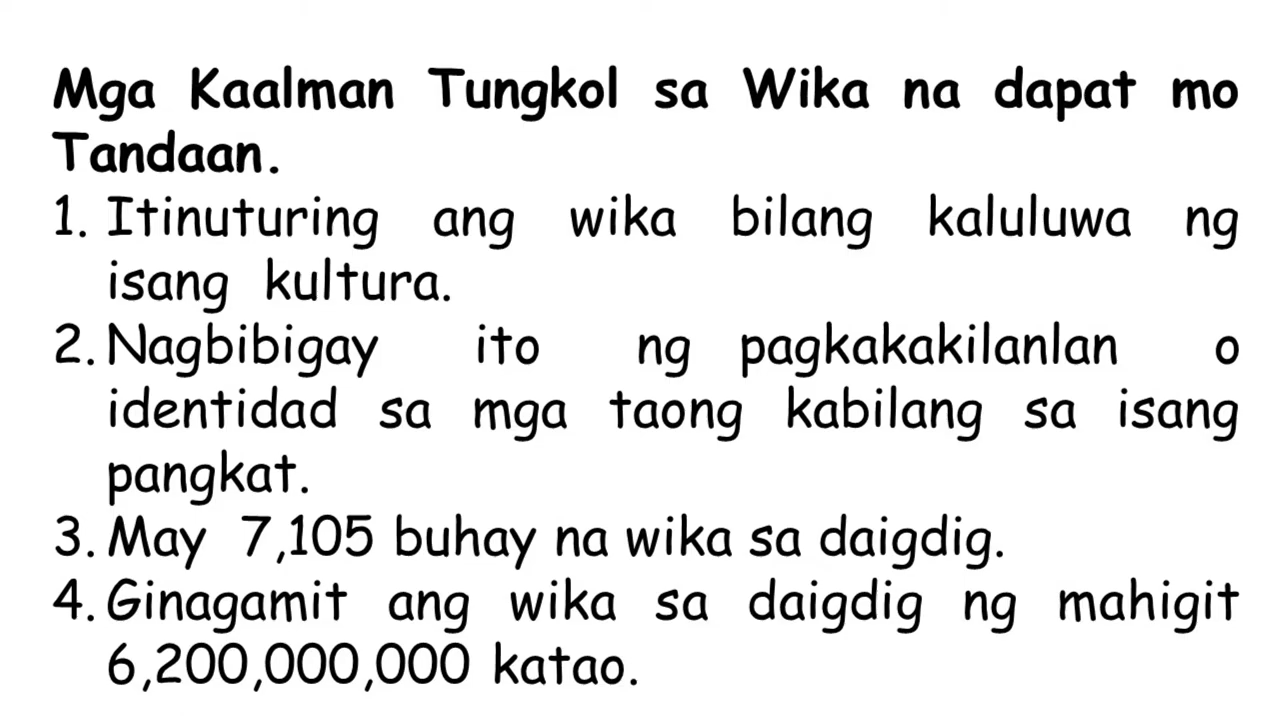 Mga Kaalman Tungkol sa Wika na dapat mo
Tandaan.
1. Itinuturing ang wika bilang kaluluwa ng
isang kultura.
2. Nagbibigay ito ng pagkakakilanlan o
identidad sa mga taong kabilang sa isang
pangkat.
3. May 7,105 buhay na wika sa daigdig.
4. Ginagamit ang wika sa daigdig ng mahigit
6,200,000,000 katao.